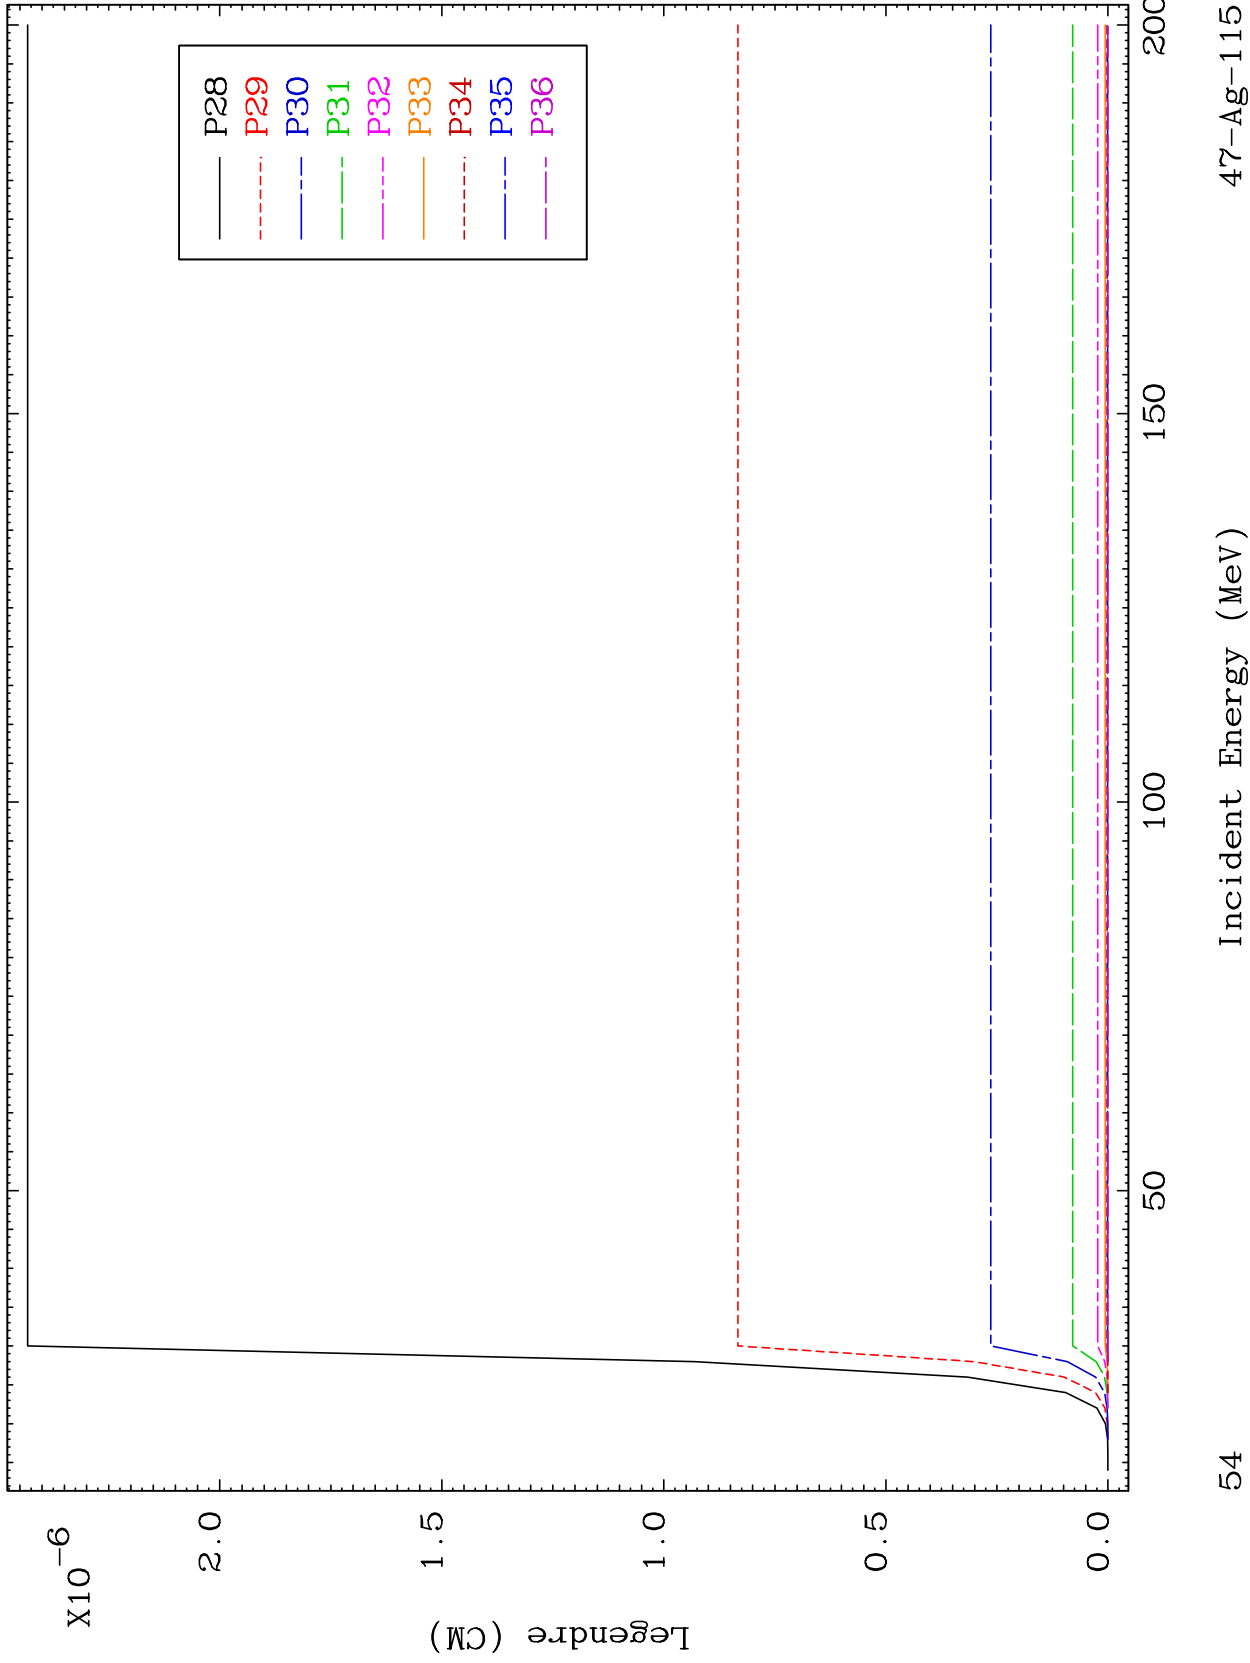 X10-6
2.0
1.5
1.0
0.5
0.0
Legendre (CM)
P28
P29
P30
P31
P32
P33
P34
P35
P36
50
100
150
200
Incident Energy (MeV)
54
47-Ag-115